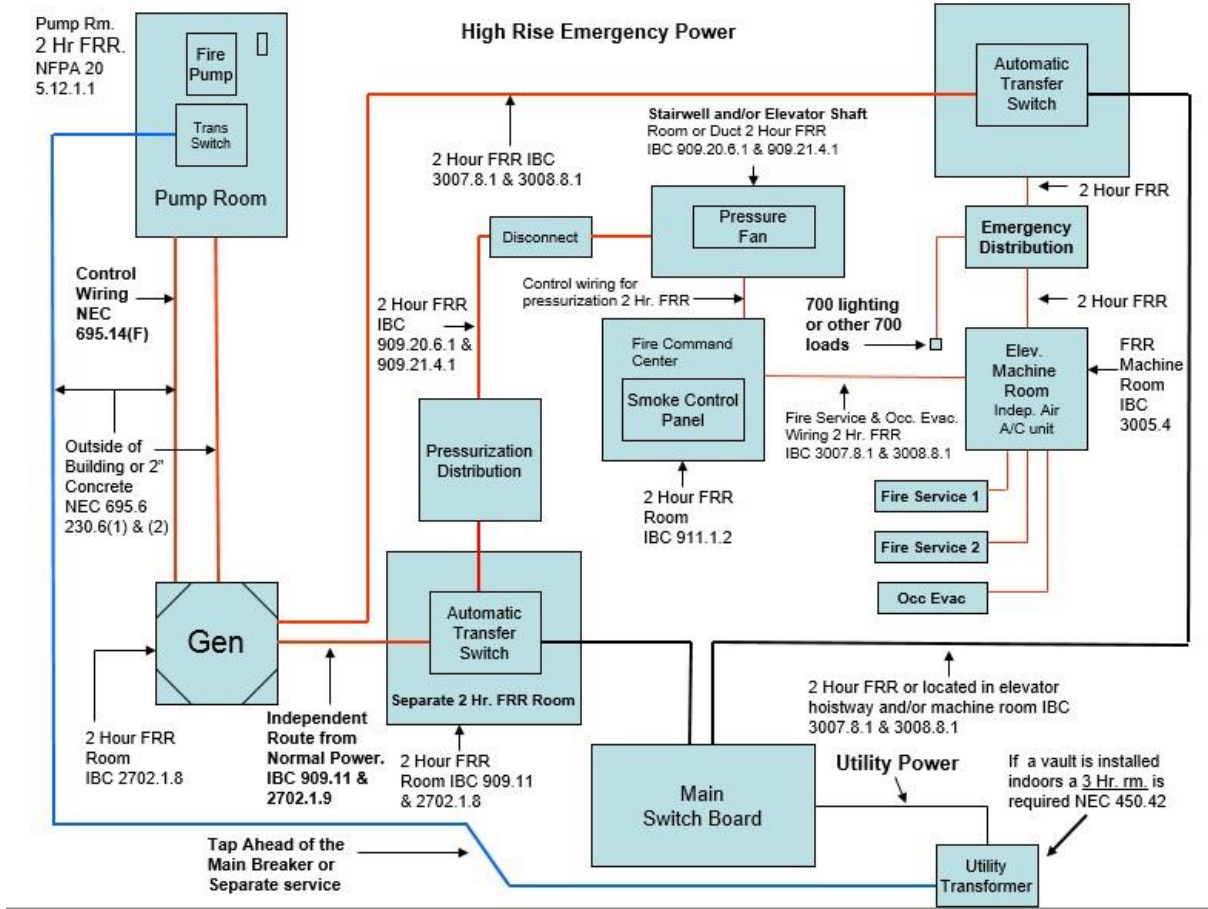 High Rise Emergency Power
Pump Rm.
2 Hr FRR.
NFPA 20
5.12.1.1
Fire
Pump
Trans
Switch
Pump Room
Automatic
Transfer
Switch
Stairwell and/or Elevator Shaft
Room or Duct 2 Hour FRR
IBC 909.20.6.1 & 909.21.4.1
2 Hour FRR IBC
3007.8.1 & 3008.8.1
2 Hour FRR
Pressure
Fan
Disconnect
Emergency
Distribution
Control
Wiring
NEC
695.14(F)
2 Hour FRR
IBC
909.20.6.1 &
909.21.4.1
Control wiring for
pressurization 2 Hr. FRR
700 lighting
or other 700
loads
2 Hour FRR
Fire Command
Center
Smoke Control
Panel
Elev.
Machine
Room
Indep. Air
A/C unit
FRR
Machine
Room
IBC
3005.4
Fire Service & Occ. Evac.
Wiring 2 Hr. FRR
IBC 3007.8.1 & 3008.8.1
Outside of
Building or 2”
Concrete
NEC 695.6
230.6(1) & (2)
Pressurization
Distribution
2 Hour FRR
Room
IBC 911.1.2
Fire Service 1
Fire Service 2
Occ Evac
Gen
Automatic
Transfer
Switch
Separate 2 Hr. FRR Room
2 Hour FRR or located in elevator
hoistway and/or machine room IBC
3007.8.1 & 3008.8.1
2 Hour FRR
Room
IBC 2702.1.8
Independent
Route from
Normal Power.
IBC 909.11 &
2702.1.9
2 Hour FRR
Room IBC 909.11
& 2702.1.8
Main
Switch Board
Utility Power
If a vault is installed
indoors a 3 Hr. rm. is
required NEC 450.42
Tap Ahead of the
Main Breaker or
Separate service
Utility
Transformer